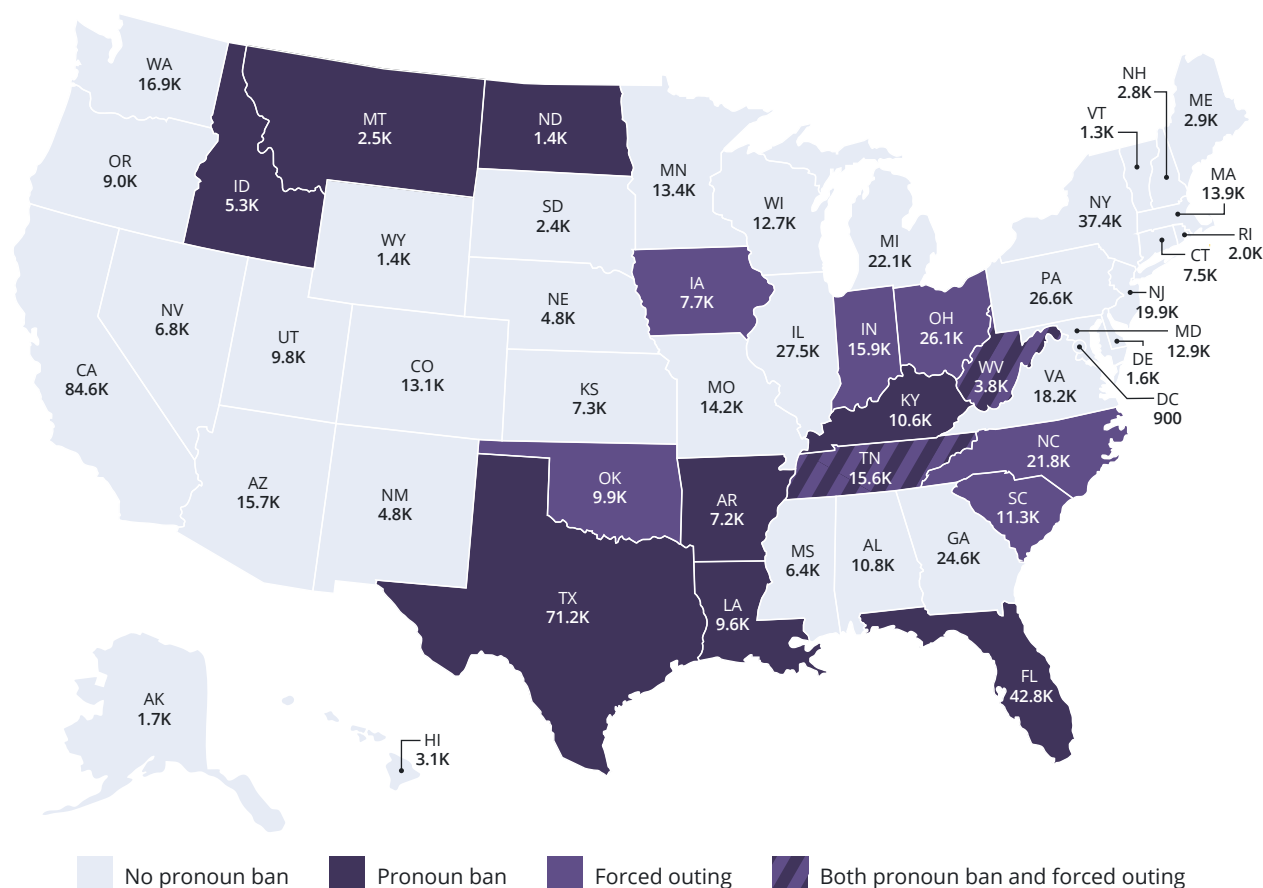 WA
16.9K
OR
9.0K
ID
5.3K
MT
2.5K
ND
1.4K
SD
2.4K
WY
1.4K
NE
4.8K
MN
13.4K
WI
12.7K
MI
22.1K
IA
7.7K
NV
6.8K
UT
9.8K
CO
13.1K
CA
84.6K
KS
7.3K
MO
14.2K
IL
27.5K
IN
15.9K
OH
26.1K
PA
26.6K
NY
37.4K
VT
1.3K
NH
2.8K
ME
2.9K
MA
13.9K
RI
2.0K
CT
7.5K
NJ
19.9K
MD
12.9K
DE
1.6K
DC
900
WV
3.8K
VA
18.2K
KY
10.6K
TN
15.6K
NC
21.8K
SC
11.3K
GA
24.6K
AL
10.8K
MS
6.4K
AZ
15.7K
NM
4.8K
OK
9.9K
AR
7.2K
TX
71.2K
LA
9.6K
FL
42.8K
AK
1.7K
HI
3.1K
No pronoun ban
Pronoun ban
Forced outing
Both pronoun ban and forced outing